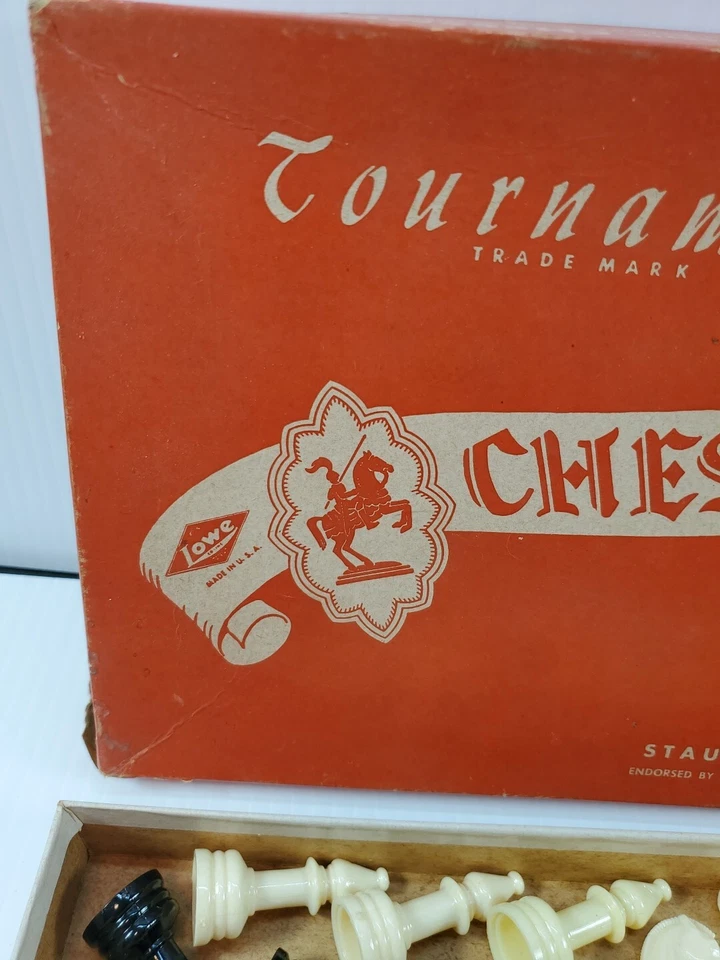 Tournam
TRADE MARK
CHES
Lowe
MADE IN U.S.A.
STAU
ENDORSED BY